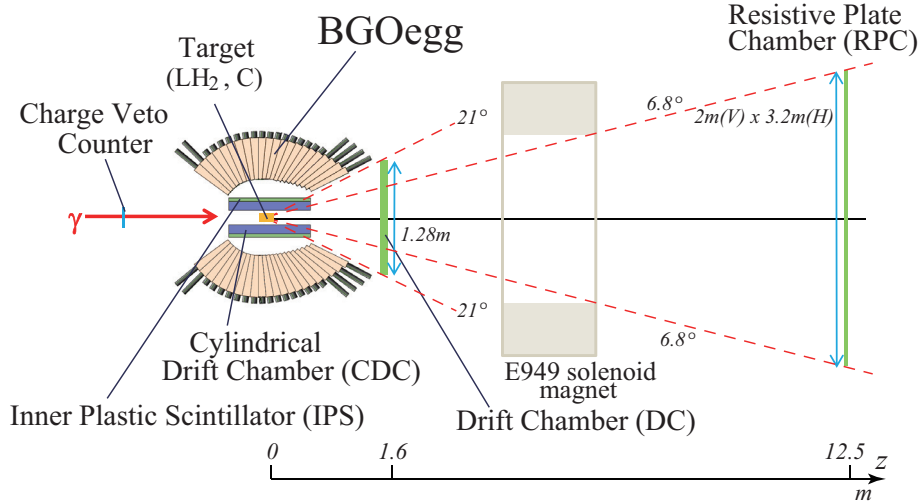 BGOegg
Target
(LH2 , C)
Resistive Plate
Chamber (RPC)
Charge Veto
Counter
21°
6.8°
2m(V) x 3.2m(H)
γ
1.28m
21°
6.8°
Cylindrical
Drift Chamber (CDC)
E949 solenoid
magnet
Inner Plastic Scintillator (IPS)
Drift Chamber (DC)
0
1.6
12.5
z
m